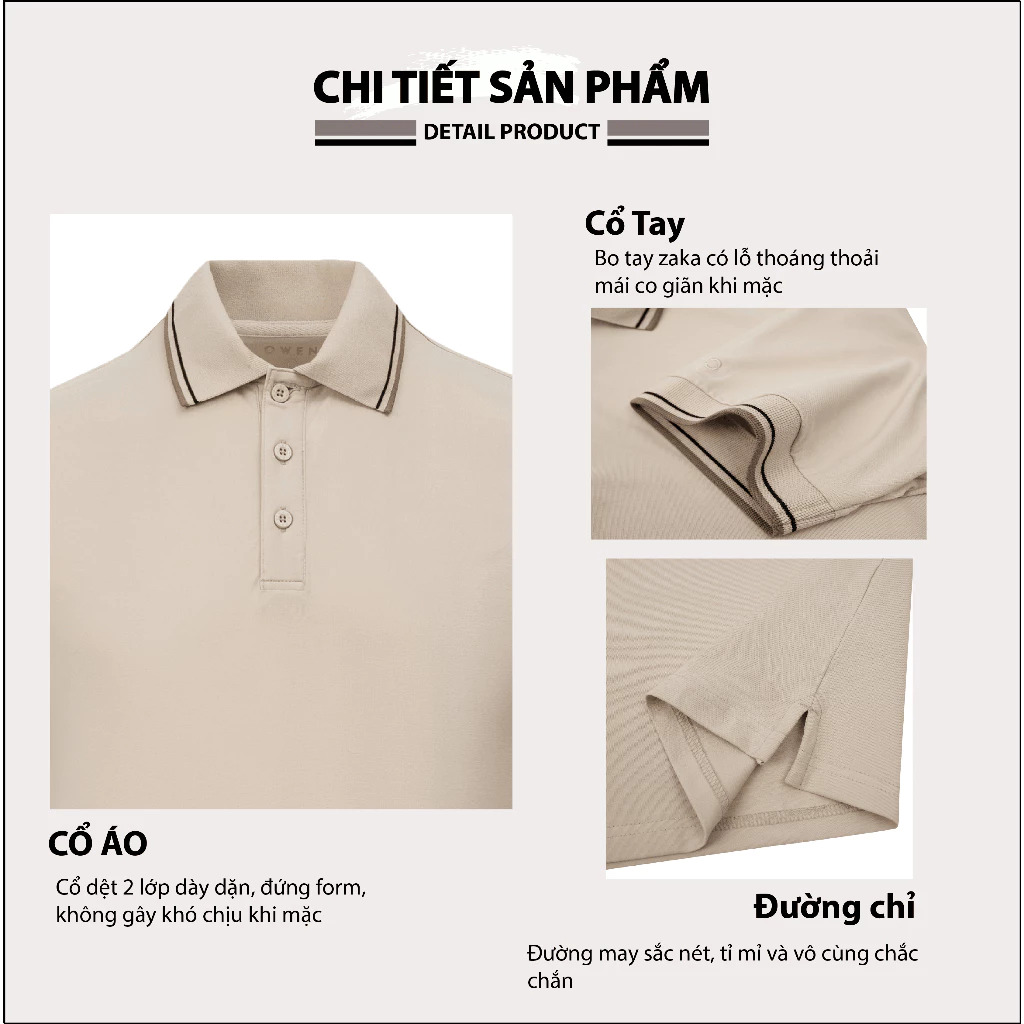 CHI TIẾT SẢN PHẨM
DETAIL PRODUCT
Cổ Tay
Bo tay zaka có lỗ thoáng thoải
mái co giãn khi mặc
OWEN
CỔ ÁO
Cổ dệt 2 lớp dày dặn, đứng form,
không gây khó chịu khi mặc
Đường chỉ
Đường may sắc nét, tỉ mỉ và vô cùng chắc
chắn